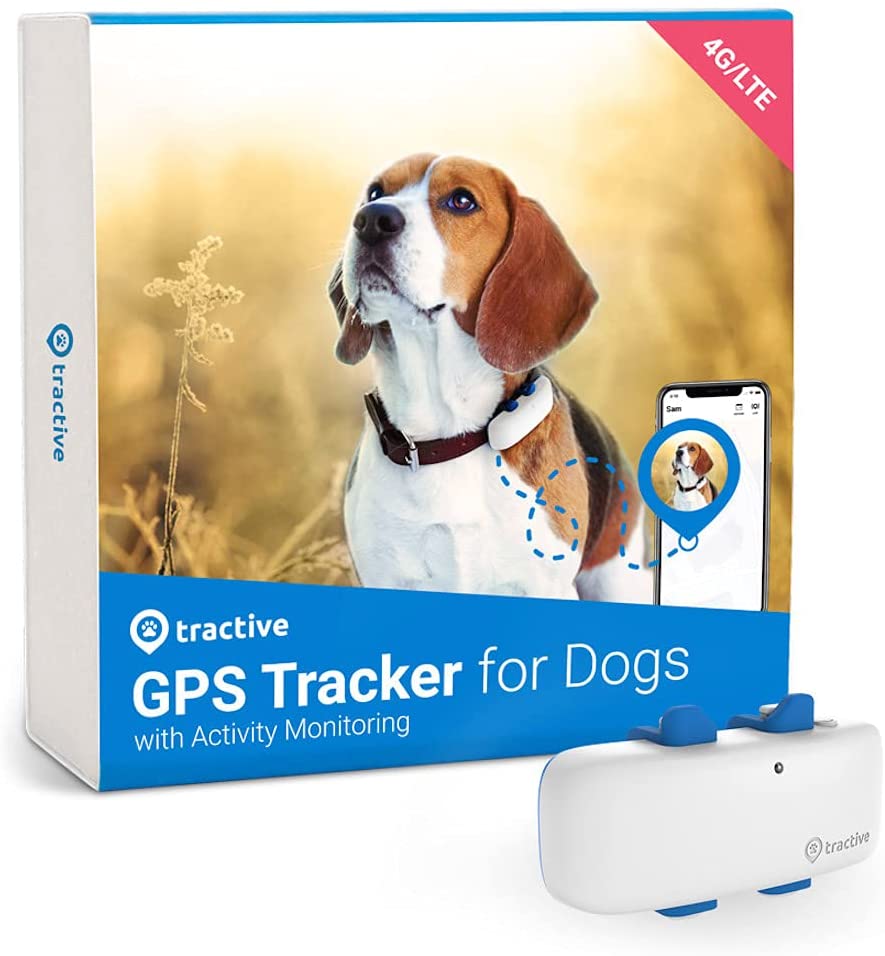 4G/LTE
tractive
Sam
tractive
GPS Tracker for Dogs
with Activity Monitoring
tractive